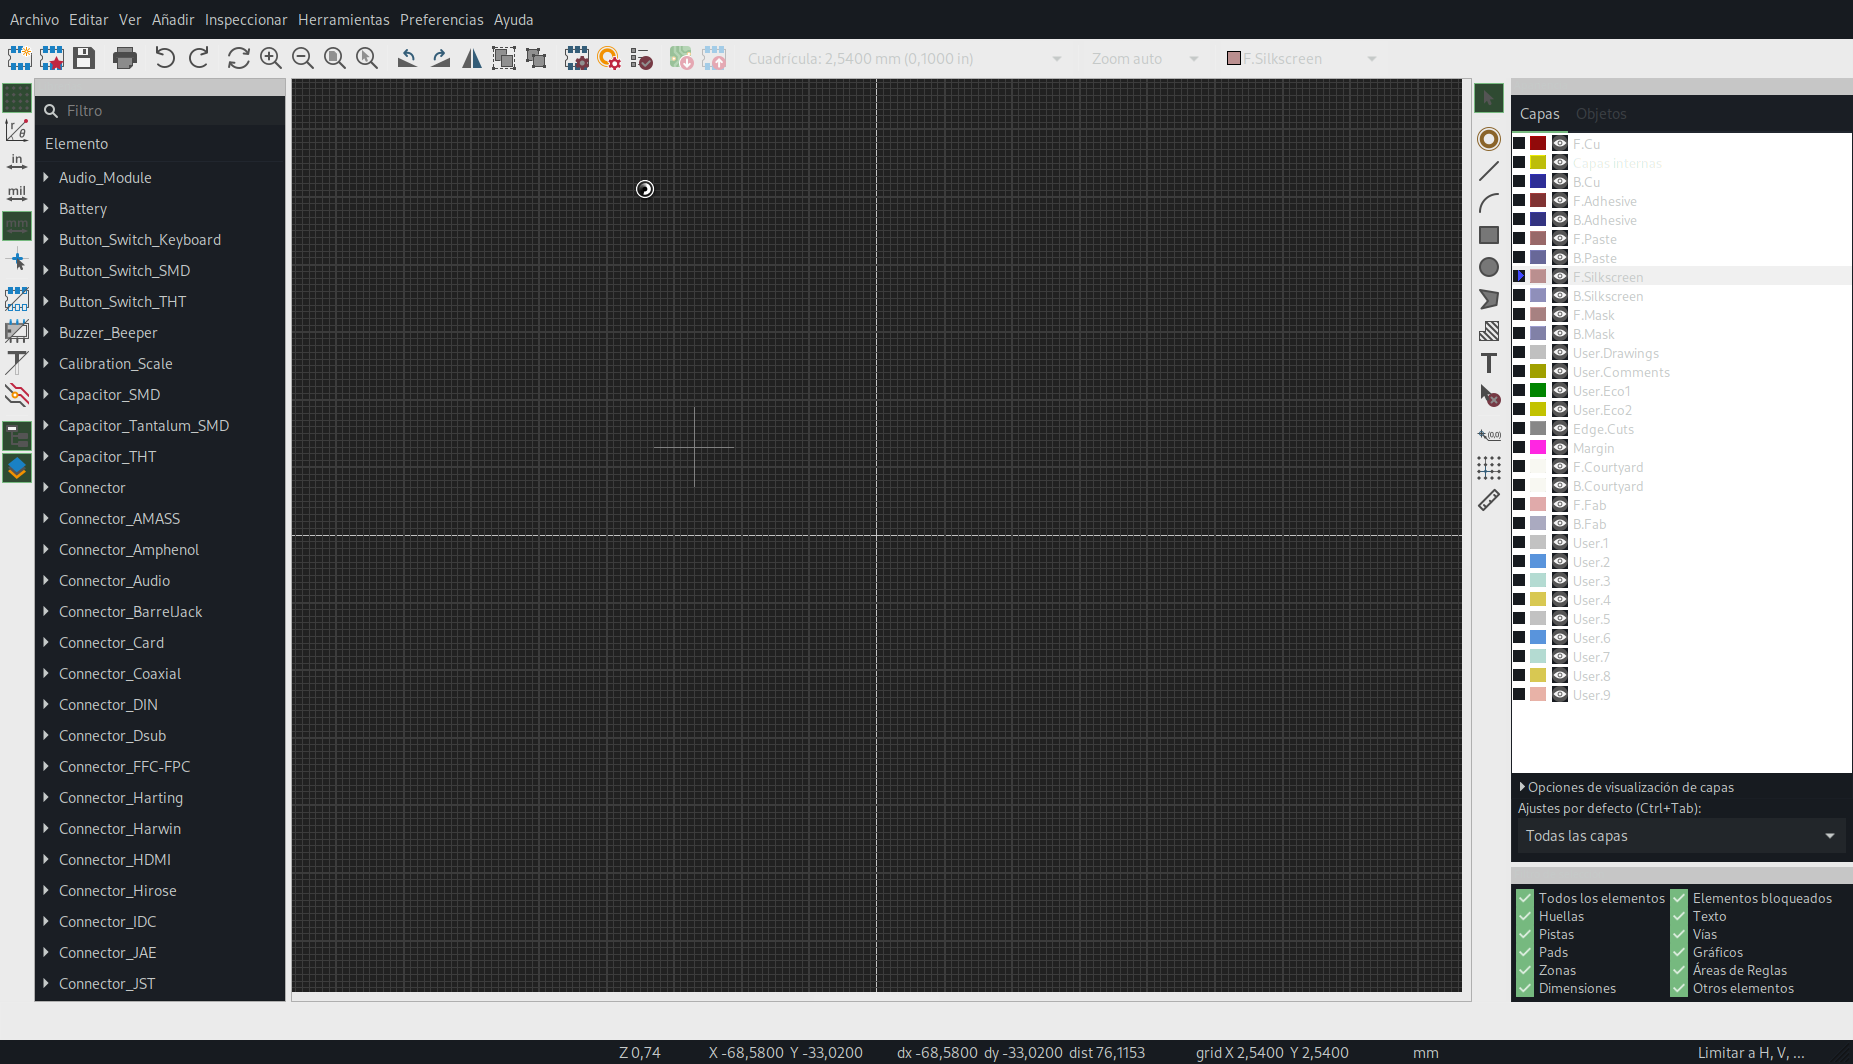 Archivo Editar Ver Añadir Inspeccionar Herramientas Preferencias Ayuda
Cuadrícula: 2,5400 mm (0,1000 in) Zoom auto F.Silkscreen
in
mil
mm
r
θ
Filtro
Elemento
Audio_Module
Battery
Button_Switch_Keyboard
Button_Switch_SMD
Button_Switch_THT
Buzzer_Beeper
Calibration_Scale
Capacitor_SMD
Capacitor_Tantalum_SMD
Capacitor_THT
Connector
Connector_AMASS
Connector_Amphenol
Connector_Audio
Connector_BarrelJack
Connector_Card
Connector_Coaxial
Connector_DIN
Connector_Dsub
Connector_FFC-FPC
Connector_Harting
Connector_Harwin
Connector_HDMI
Connector_Hirose
Connector_IDC
Connector_JAE
Connector_JST
T
(0,0)
Capas Objetos
F.Cu
Capas internas
B.Cu
F.Adhesive
B.Adhesive
F.Paste
B.Paste
F.Silkscreen
B.Silkscreen
F.Mask
B.Mask
User.Drawings
User.Comments
User.Eco1
User.Eco2
Edge.Cuts
Margin
F.Courtyard
B.Courtyard
F.Fab
B.Fab
User.1
User.2
User.3
User.4
User.5
User.6
User.7
User.8
User.9
Opciones de visualización de capas
Ajustes por defecto (Ctrl+Tab):
Todas las capas
Todos los elementos Elementos bloqueados
Huellas Texto
Pistas Vías
Pads Gráficos
Zonas Áreas de Reglas
Dimensiones Otros elementos
Z 0,74 X -68,5800 Y -33,0200 dx -68,5800 dy -33,0200 dist 76,1153 grid X 2,5400 Y 2,5400 mm Limitar a H, V, ...